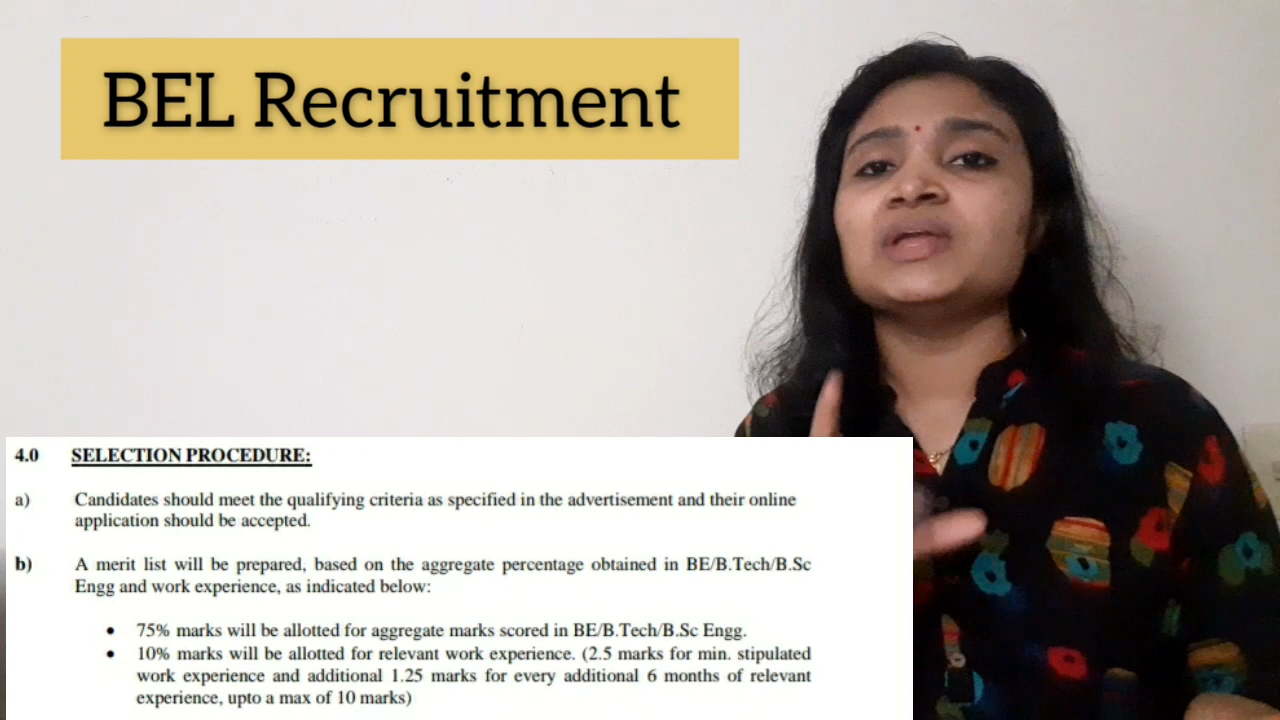 BEL Recruitment
4.0 SELECTION PROCEDURE:
a) Candidates should meet the qualifying criteria as specified in the advertisement and their online
application should be accepted.
b) A merit list will be prepared, based on the aggregate percentage obtained in BE/B.Tech/B.Sc
Engg and work experience, as indicated below:
• 75% marks will be allotted for aggregate marks scored in BE/B.Tech/B.Sc Engg.
• 10% marks will be allotted for relevant work experience. (2.5 marks for min. stipulated
work experience and additional 1.25 marks for every additional 6 months of relevant
experience, upto a max of 10 marks)